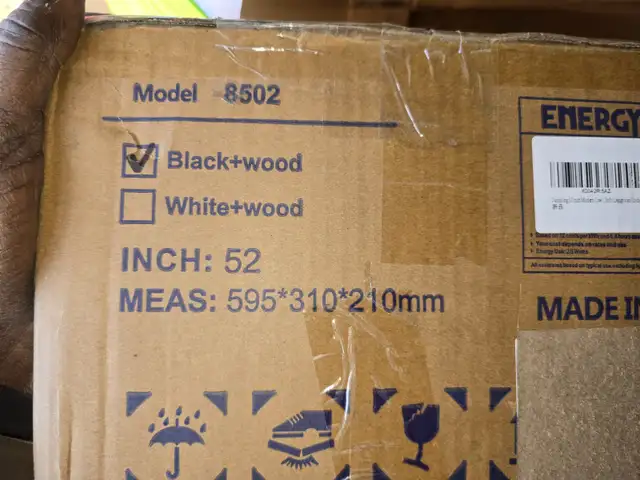 Model 8502
Black+wood
White+wood
INCH: 52
MEAS: 595*310*210mm
ENERGY
MADE IN